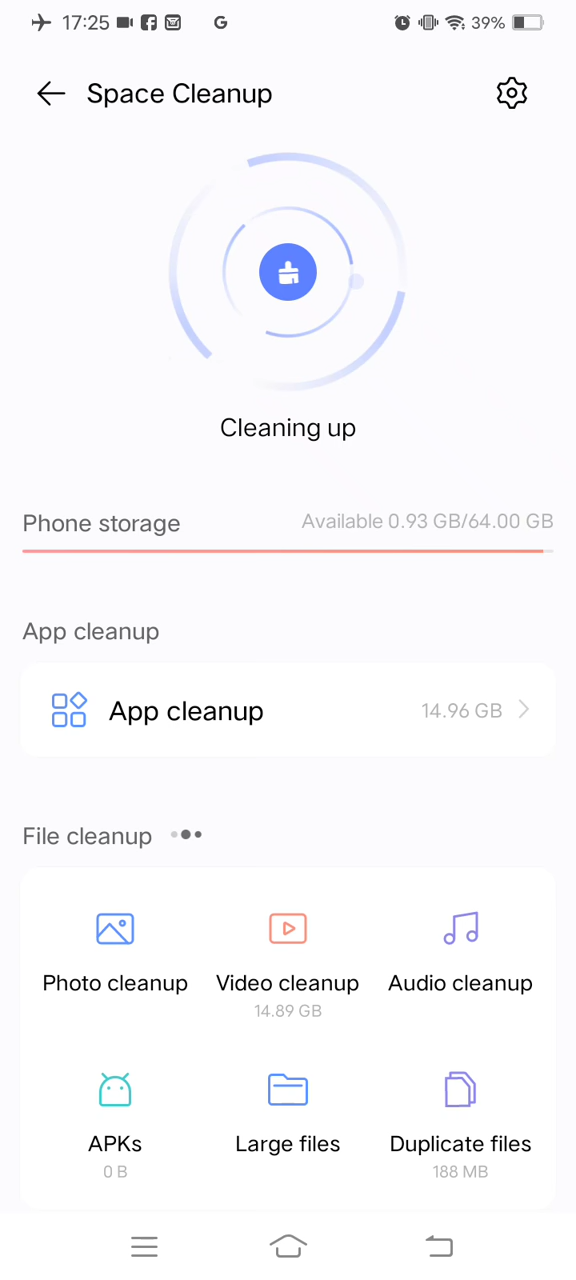 17:25 G 39%
Space Cleanup
Cleaning up
Phone storage Available 0.93 GB/64.00 GB
App cleanup
App cleanup 14.96 GB
File cleanup
Photo cleanup Video cleanup Audio cleanup
14.89 GB
APKs Large files Duplicate files
0 B 188 MB